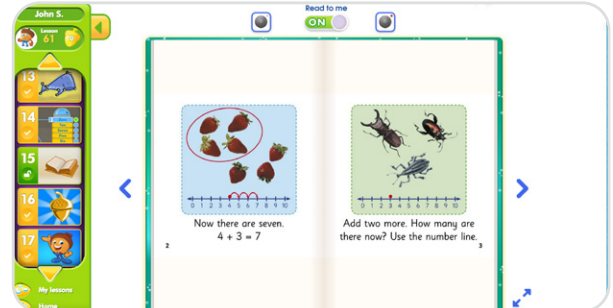 John S.
Lesson
61
Read to me
ON
13
14
15
16
17
My lessons
Home
0 1 2 3 4 5 6 7 8 9 10
Now there are seven.
4 + 3 = 7
2
0 1 2 3 4 5 6 7 8 9 10
Add two more. How many are
there now? Use the number line.
3